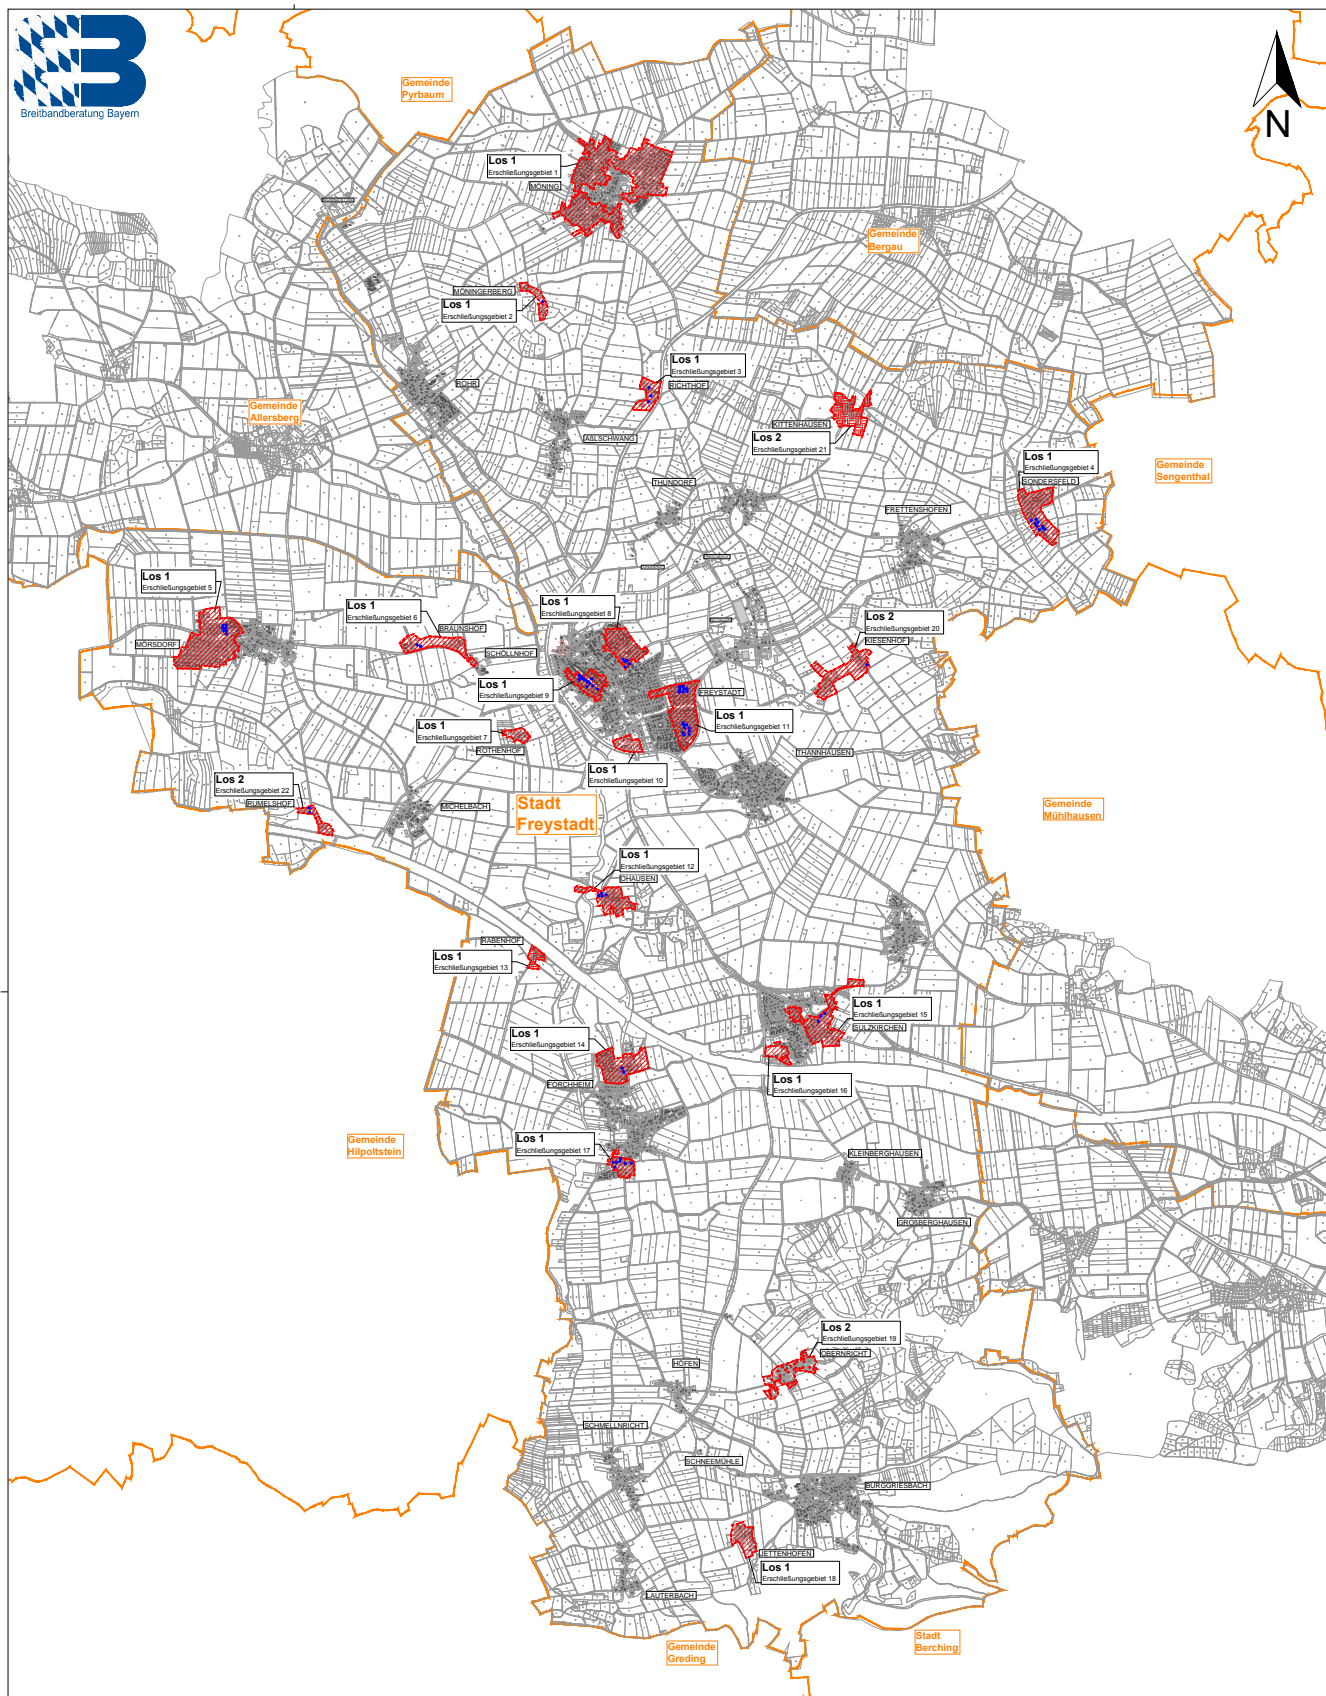 Breitbandberatung Bayern
N
Gemeinde
Pyrbaum
Los 1
Erschließungsgebiet 1
MÖNING
Gemeinde
Bergau
MÖNINGERBERG
Los 1
Erschließungsgebiet 2
Los 1
Erschließungsgebiet 3
RICHTHOF
ROHR
Gemeinde
Allersberg
KITTENHAUSEN
Los 2
Erschließungsgebiet 21
AßLSCHWANG
Los 1
Erschließungsgebiet 4
SONDERSFELD
Gemeinde
Sengenthal
THUNDORF
FRETTENSHOFEN
Los 1
Erschließungsgebiet 5
MÖRSDORF
Los 1
Erschließungsgebiet 6
BRAUNSHOF
SCHÖLLNHOF
Los 1
Erschließungsgebiet 8
Los 2
Erschließungsgebiet 20
KIESENHOF
Los 1
Erschließungsgebiet 9
FREYSTADT
Los 1
Erschließungsgebiet 11
Los 1
Erschließungsgebiet 7
ROTHENHOF
THANNHAUSEN
Los 1
Erschließungsgebiet 10
Los 2
Erschließungsgebiet 22
RUMELSHOF
MICHELBACH
Stadt
Freystadt
Gemeinde
Mühlhausen
Los 1
Erschließungsgebiet 12
OHAUSEN
RABENHOF
Los 1
Erschließungsgebiet 13
Los 1
Erschließungsgebiet 15
SULZKIRCHEN
Los 1
Erschließungsgebiet 14
FORCHHEIM
Los 1
Erschließungsgebiet 16
Gemeinde
Hilpoltstein
Los 1
Erschließungsgebiet 17
KLEINBERGHAUSEN
GROßBERGHAUSEN
Los 2
Erschließungsgebiet 19
OBERNRICHT
HÖFEN
SCHMELLNRICHT
SCHNEEMÜHLE
BURGGRIESBACH
JETTENHOFEN
Los 1
Erschließungsgebiet 18
LAUTERBACH
Gemeinde
Greding
Stadt
Berching